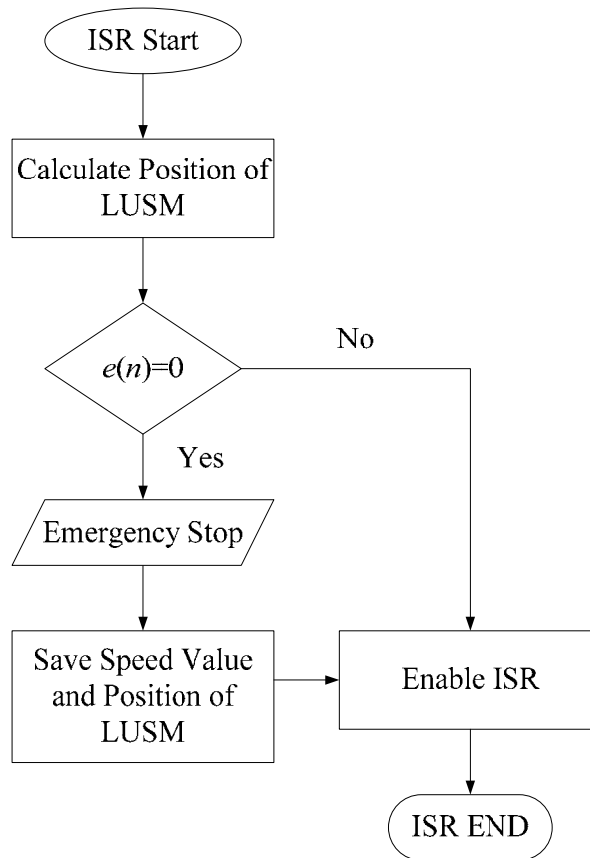 ISR Start
Calculate Position of
LUSM
e(n)=0
No
Yes
Emergency Stop
Save Speed Value
and Position of
LUSM
Enable ISR
ISR END